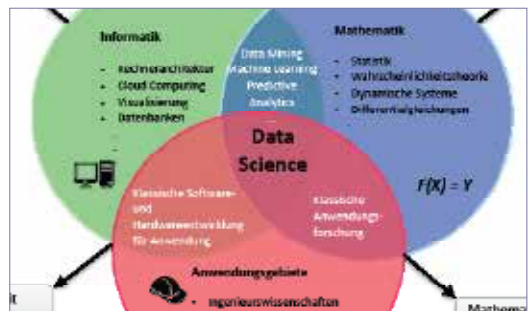 Informatik
• Rechnerarchitektur
• Cloud Computing
• Visualisierung
• Datenbanken
Data Mining
Machine Learning
Predictive
Analytics
Mathematik
• Statistik
• Wahrscheinlichkeitstheorie
• Dynamische Systeme
• Differentialgleichungen
F(X) = Y
Data
Science
Klassische Software-
und
Hardwareentwicklung
für Anwendung
Klassische
Anwendungs-
forschung
Anwendungsgebiete
• Ingenieurswissenschaften
t
Mathema